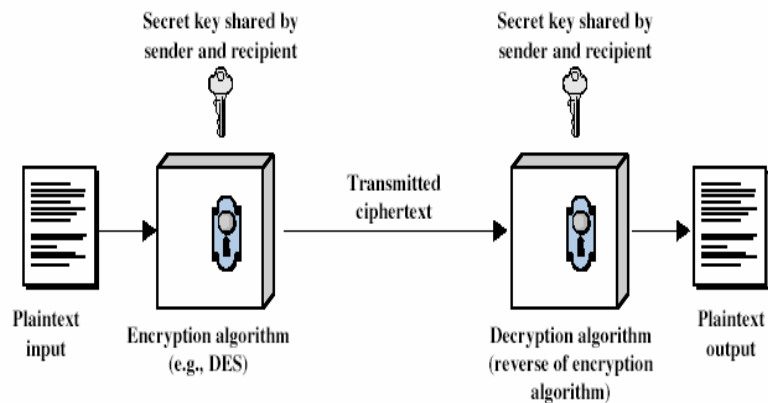 Secret key shared by
sender and recipient
Secret key shared by
sender and recipient
Transmitted
ciphertext
Plaintext
input
Encryption algorithm
(e.g., DES)
Decryption algorithm
(reverse of encryption
algorithm)
Plaintext
output